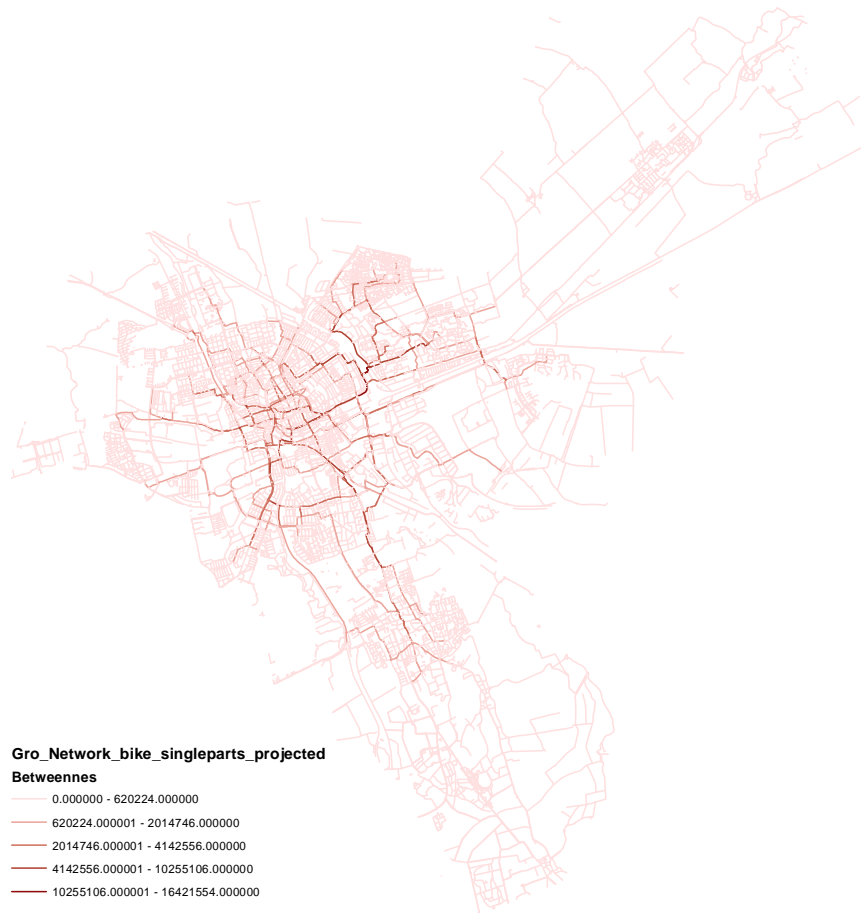 Gro_Network_bike_singleparts_projected
Betweennes
0.000000 - 620224.000000
620224.000001 - 2014746.000000
2014746.000001 - 4142556.000000
4142556.000001 - 10255106.000000
10255106.000001 - 16421554.000000